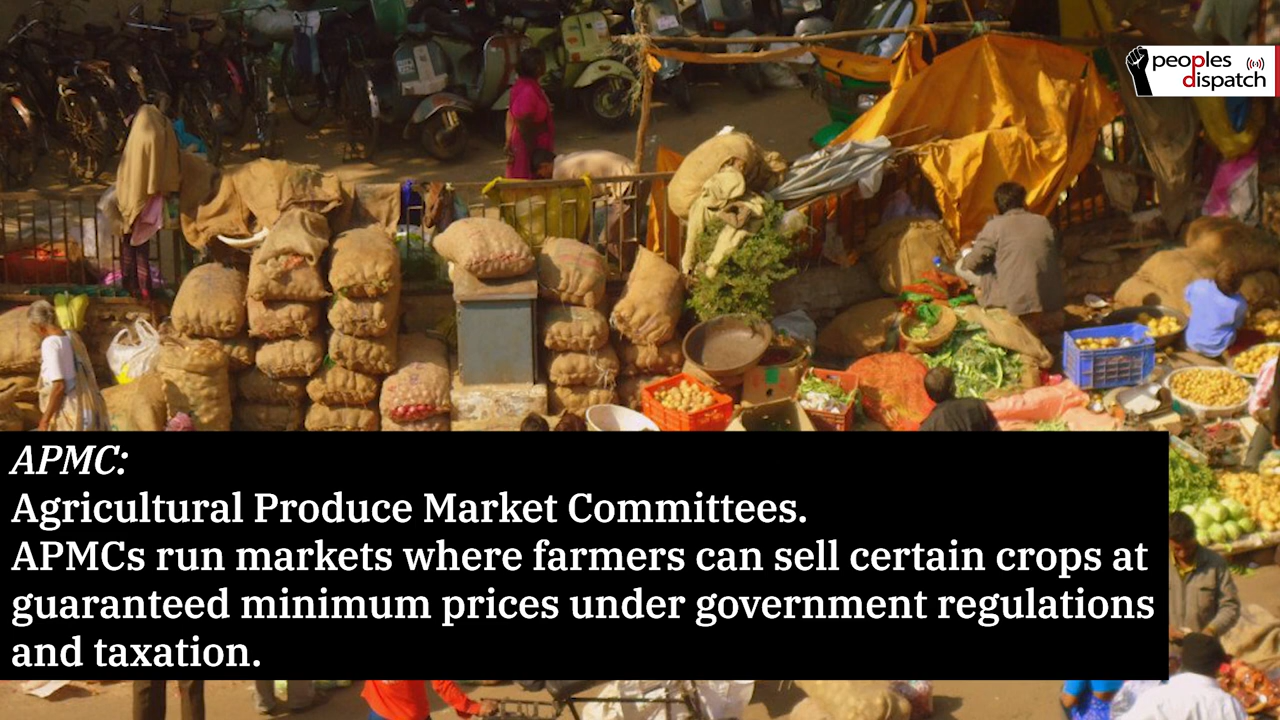 peoples
dispatch
APMC:
Agricultural Produce Market Committees.
APMCs run markets where farmers can sell certain crops at
guaranteed minimum prices under government regulations
and taxation.